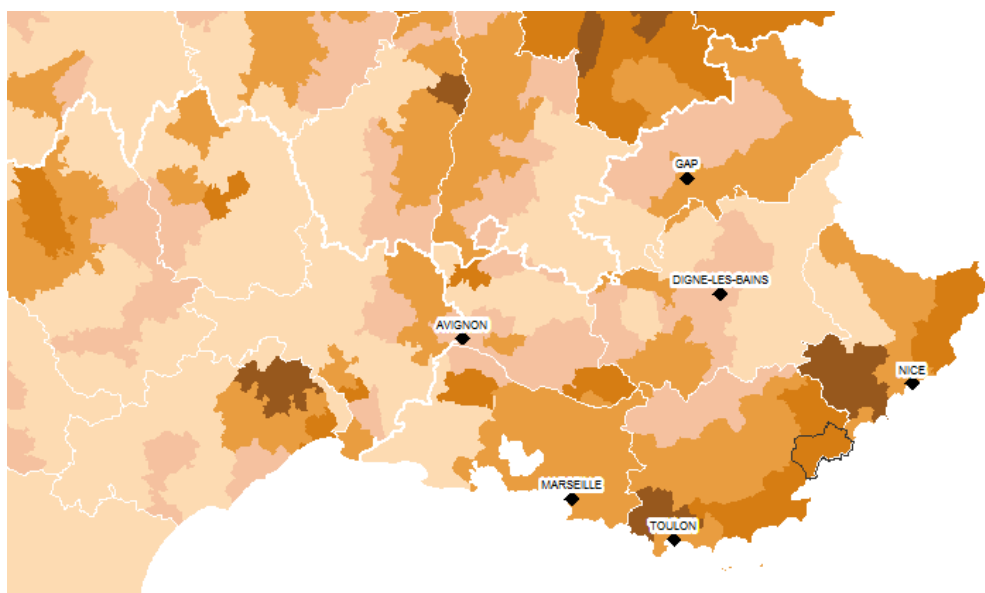 GAP
DIGNE-LES-BAINS
AVIGNON
NICE
MARSEILLE
TOULON